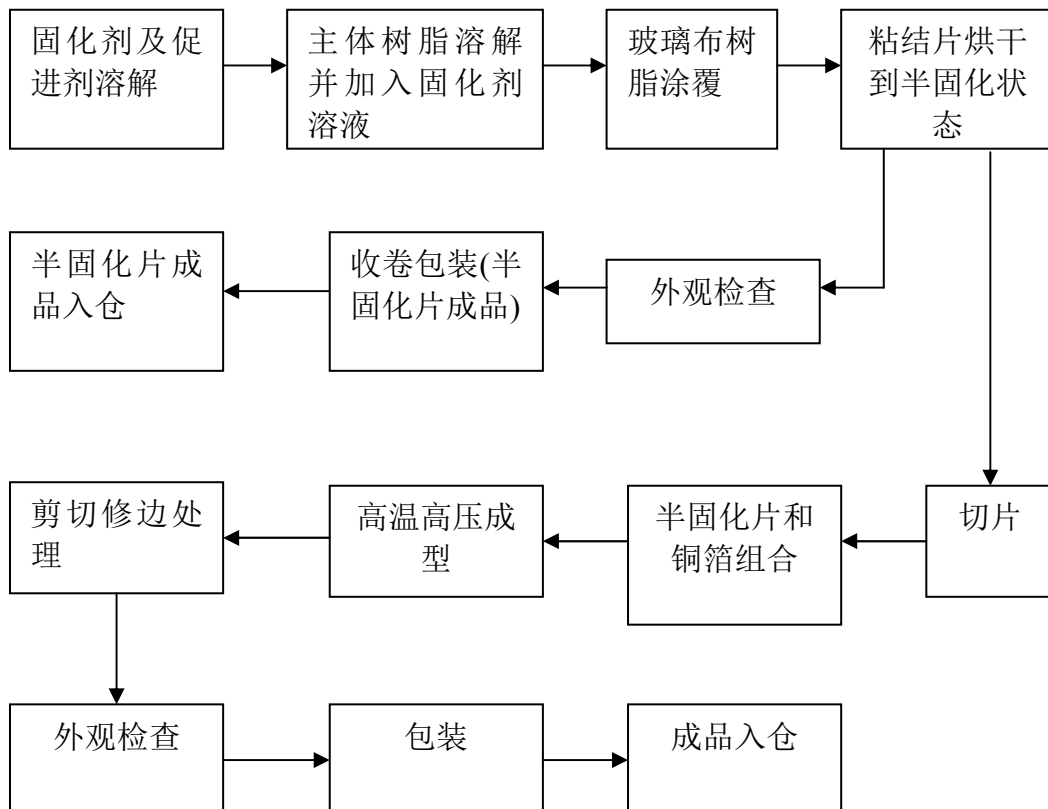 固化剂及促
进剂溶解
主体树脂溶解
并加入固化剂
溶液
玻璃布树
脂涂覆
粘结片烘干
到半固化状
态
半固化片成
品入仓
收卷包装(半
固化片成品)
外观检查
剪切修边处
理
高温高压成
型
半固化片和
铜箔组合
切片
外观检查
包装
成品入仓